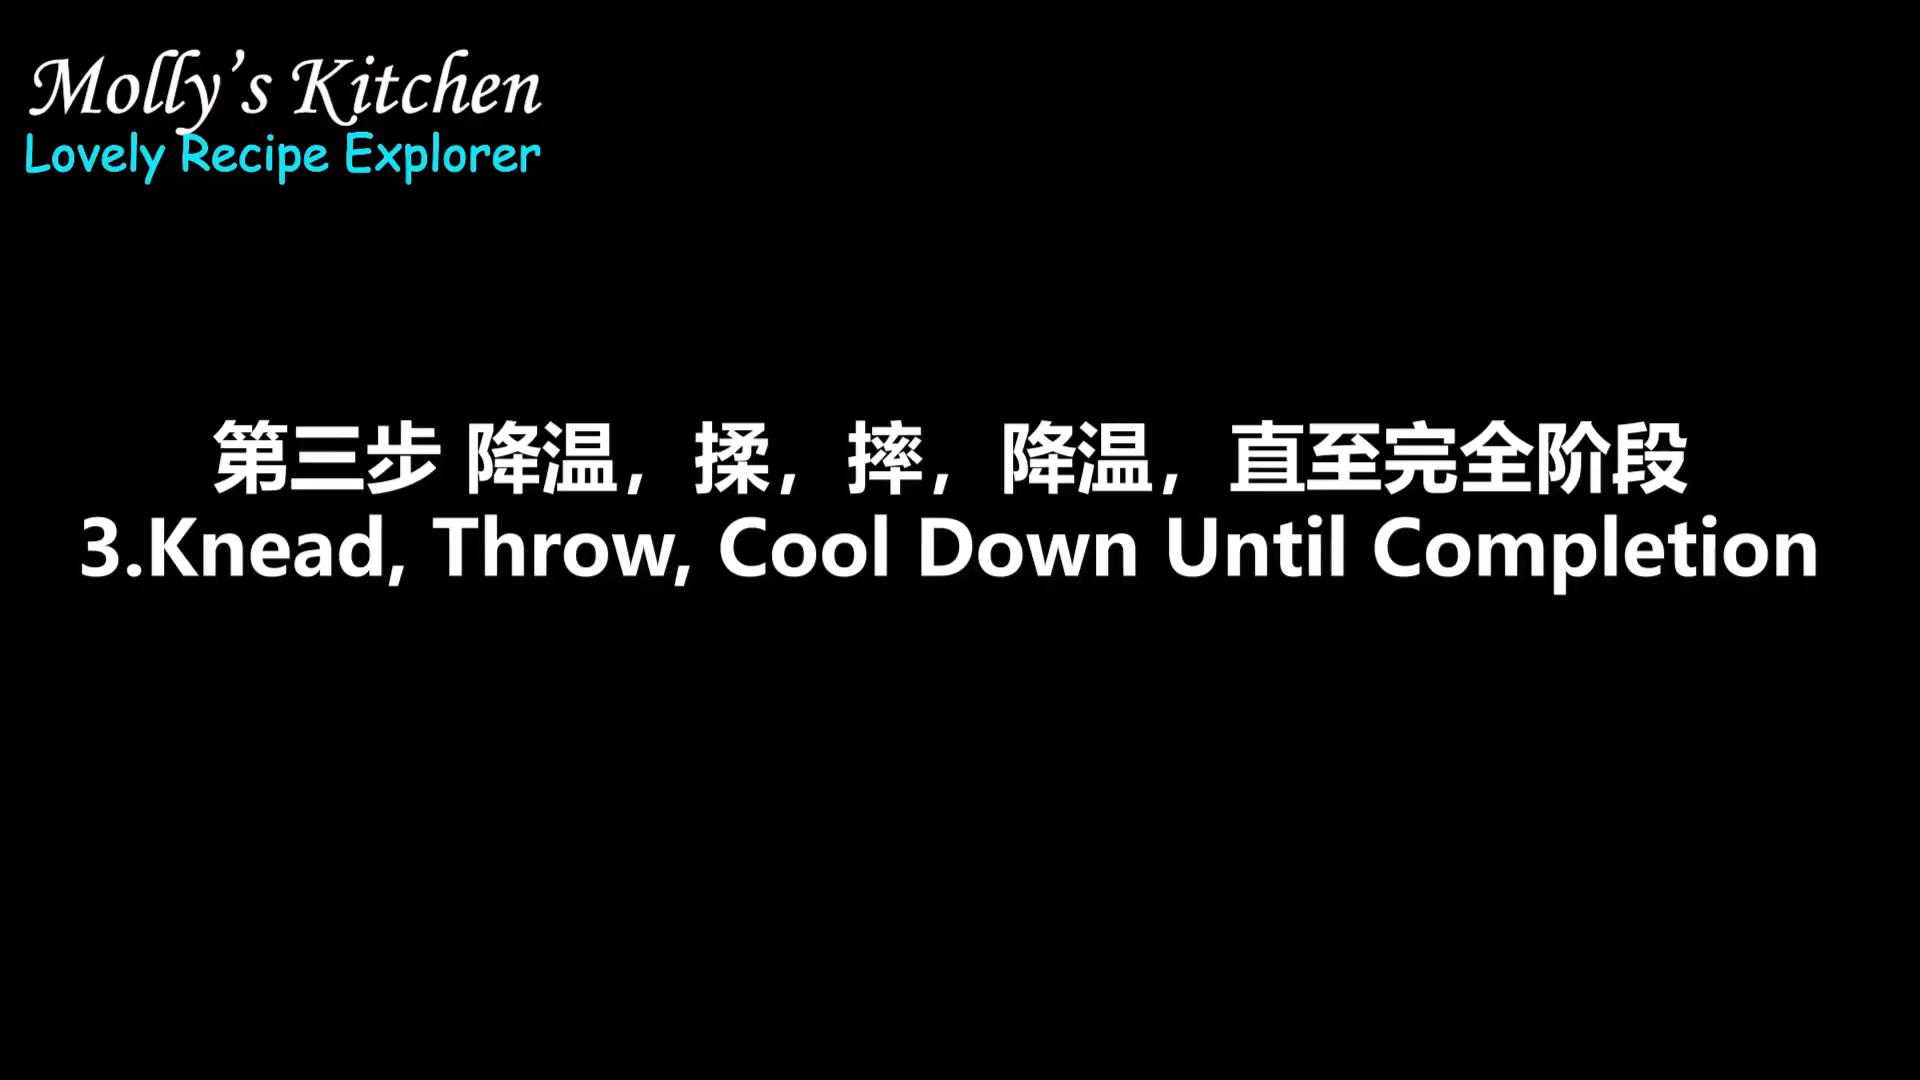 Molly's Kitchen
Lovely Recipe Explorer
第三步 降温，揉，摔，降温，直至完全阶段
3.Knead, Throw, Cool Down Until Completion